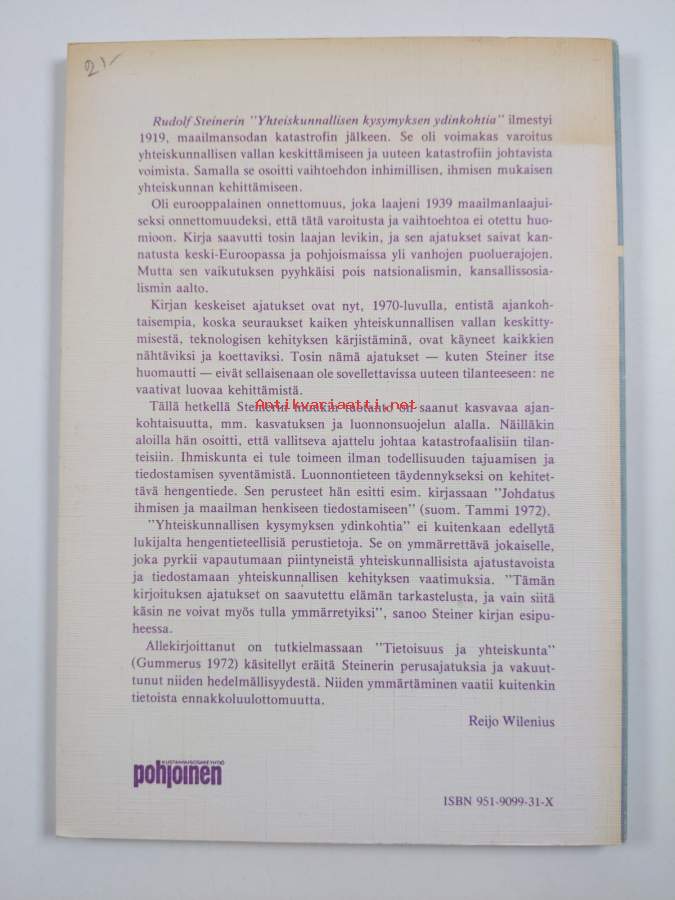 21-
Rudolf Steinerin "Yhteiskunnallisen kysymyksen ydinkohtia" ilmestyi
1919, maailmansodan katastrofin jälkeen. Se oli voimakas varoitus
yhteiskunnallisen vallan keskittämiseen ja uuteen katastrofiin johtavista
voimista. Samalla se osoitti vaihtoehdon inhimillisen, ihmisen mukaisen
yhteiskunnan kehittämiseen.
Oli eurooppalainen onnettomuus, joka laajeni 1939 maailmanlaajui-
seksi onnettomuudeksi, että tätä varoitusta ja vaihtoehtoa ei otettu huo-
mioon. Kirja saavutti tosin laajan levikin, ja sen ajatukset saivat kan-
natusta keski-Euroopassa ja pohjoismaissa yli vanhojen puoluerajojen.
Mutta sen vaikutuksen pyyhkäisi pois natsionalismin, kansallissosia-
lismin aalto.
Kirjan keskeiset ajatukset ovat nyt, 1970-luvulla, entistä ajankoh-
taisempia, koska seuraukset kaiken yhteiskunnallisen vallan keskitty-
misestä, teknologisen kehityksen kärjistäminä, ovat käyneet kaikkien
nähtäviksi ja koettaviksi. Tosin nämä ajatukset — kuten Steiner itse
huomautti — eivät sellaisenaan ole sovellettavissa uuteen tilanteeseen: ne
vaativat luovaa kehittämistä.
Antikvariaatti.net
Tällä hetkellä Steinerin muukin tuotanto on saanut kasvavaa ajan-
kohtaisuutta, mm. kasvatuksen ja luonnonsuojelun alalla. Näilläkin
aloilla hän osoitti, että vallitseva ajattelu johtaa katastrofaalisiin tilan-
teisiin. Ihmiskunta ei tule toimeen ilman todellisuuden tajuamisen ja
tiedostamisen syventämistä. Luonnontieteen täydennykseksi on kehitet-
tävä hengentiede. Sen perusteet hän esitti esim. kirjassaan "Johdatus
ihmisen ja maailman henkiseen tiedostamiseen" (suom. Tammi 1972).
"Yhteiskunnallisen kysymyksen ydinkohtia" ei kuitenkaan edellytä
lukijalta hengentieteellisiä perustietoja. Se on ymmärrettävä jokaiselle,
joka pyrkii vapautumaan piintyneistä yhteiskunnallisista ajatustavoista
ja tiedostamaan yhteiskunnallisen kehityksen vaatimuksia. "Tämän
kirjoituksen ajatukset on saavutettu elämän tarkastelusta, ja vain siitä
käsin ne voivat myös tulla ymmärretyiksi", sanoo Steiner kirjan esipu-
heessa.
Allekirjoittanut on tutkielmassaan "Tietoisuus ja yhteiskunta"
(Gummerus 1972) käsitellyt eräitä Steinerin perusajatuksia ja vakuut-
tunut niiden hedelmällisyydestä. Niiden ymmärtäminen vaatii kuitenkin
tietoista ennakkoluulottomuutta.
Reijo Wilenius
KUSTANNUSOSAKEYHTIÖ
pohjoinen
ISBN 951-9099-31-X